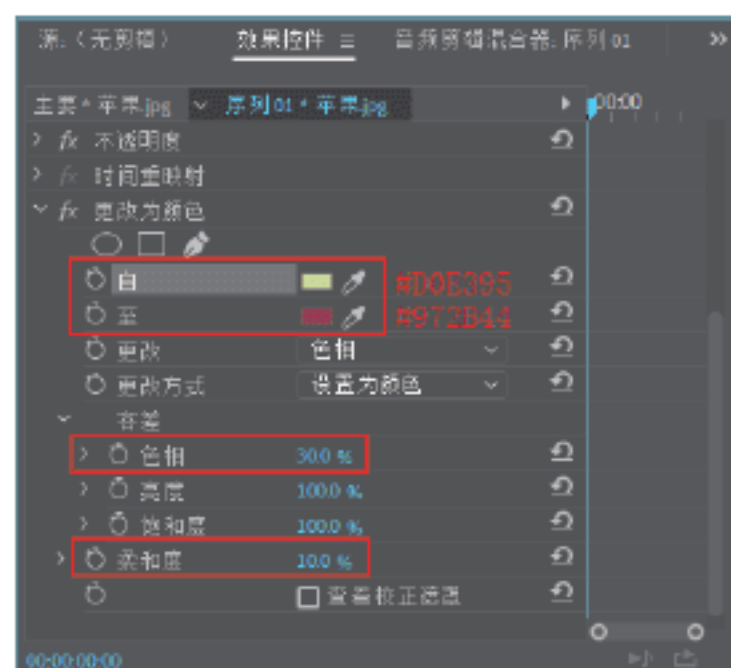 源:（无剪辑） 效果控件 ≡ 音频剪辑混合器: 序列 01 »
主要 * 苹果.jpg 序列 01 * 苹果.jpg 00:00
fx 不透明度
fx 时间重映射
fx 更改为颜色
自 #D0E395
至 #972B44
更改 色相
更改方式 设置为颜色
容差
色相 30.0 %
亮度 100.0 %
饱和度 100.0 %
柔和度 10.0 %
查看校正遮罩
00:00:00:00